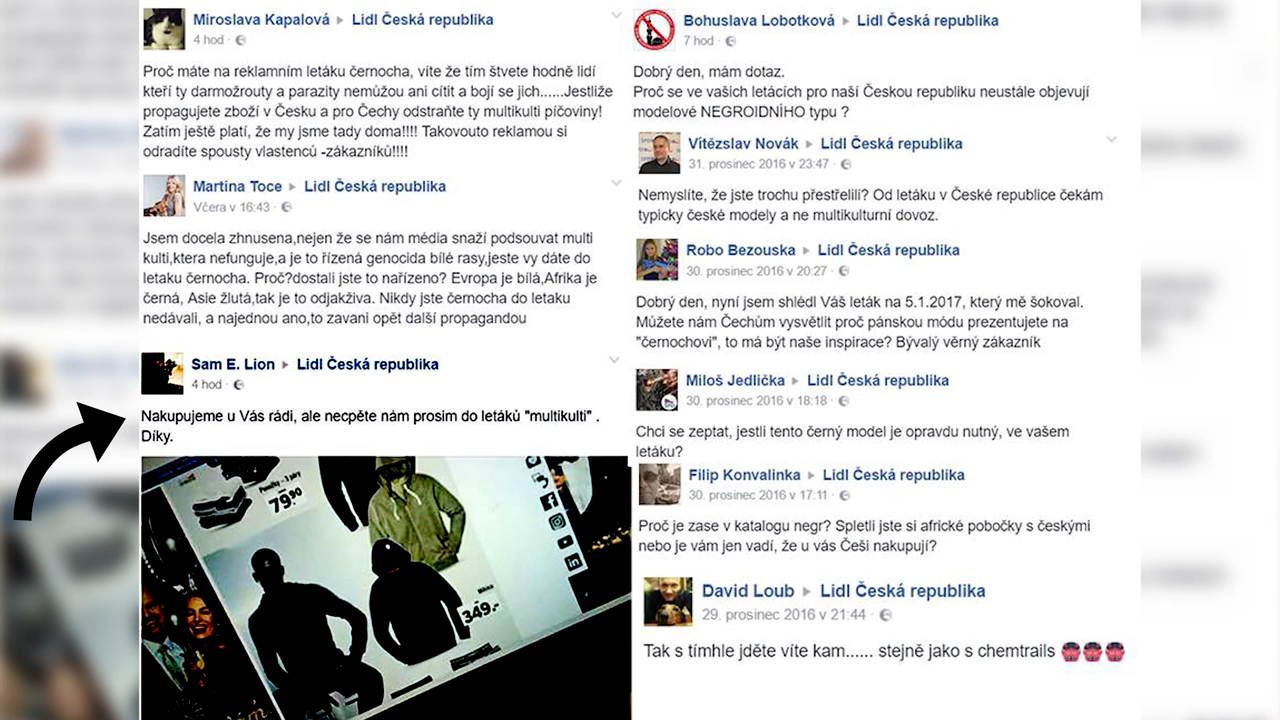 Miroslava Kapalová ▸ Lidl Česká republika
4 hod ·
Proč máte na reklamním letáku černocha, víte že tím štvete hodně lidí
kteří ty darmožrouty a parazity nemůžou ani cítit a bojí se jich......Jestliže
propagujete zboží v Česku a pro Čechy odstraňte ty multikulti píčoviny!
Zatím ještě platí, že my jsme tady doma!!!! Takovouto reklamou si
odradíte spousty vlastenců -zákazníků!!!!
Martina Toce ▸ Lidl Česká republika
Včera v 16:43 ·
Jsem docela zhnusena,nejen že se nám média snaží podsouvat multi
kulti,ktera nefunguje,a je to řízená genocida bílé rasy,jeste vy dáte do
letaku černocha. Proč?dostali jste to nařízeno? Evropa je bílá,Afrika je
černá, Asie žlutá,tak je to odjakživa. Nikdy jste černocha do letaku
nedávali, a najednou ano,to zavani opět další propagandou
Sam E. Lion ▸ Lidl Česká republika
4 hod ·
Nakupujeme u Vás rádi, ale necpěte nám prosim do letáků "multikulti" .
Díky.
79.90
349.-
Bohuslava Lobotková ▸ Lidl Česká republika
7 hod ·
Dobrý den, mám dotaz.
Proč se ve vašich letácích pro naší Českou republiku neustále objevují
modelové NEGROIDNÍHO typu ?
Vítězslav Novák ▸ Lidl Česká republika
31. prosinec 2016 v 23:47 ·
Nemyslíte, že jste trochu přestřelili? Od letáku v České republice čekám
typicky české modely a ne multikulturní dovoz.
Robo Bezouska ▸ Lidl Česká republika
30. prosinec 2016 v 20:27 ·
Dobrý den, nyní jsem shlédl Váš leták na 5.1.2017, který mě šokoval.
Můžete nám Čechům vysvětlit proč pánskou módu prezentujete na
"černochovi", to má být naše inspirace? Bývalý věrný zákazník
Miloš Jedlička ▸ Lidl Česká republika
30. prosinec 2016 v 18:18 ·
Chci se zeptat, jestli tento černý model je opravdu nutný, ve vašem
letáku?
Filip Konvalinka ▸ Lidl Česká republika
30. prosinec 2016 v 17:11 ·
Proč je zase v katalogu negr? Spletli jste si africké pobočky s českými
nebo je vám jen vadí, že u vás Češi nakupují?
David Loub ▸ Lidl Česká republika
29. prosinec 2016 v 21:44 ·
Tak s tímhle jděte víte kam...... stejně jako s chemtrails